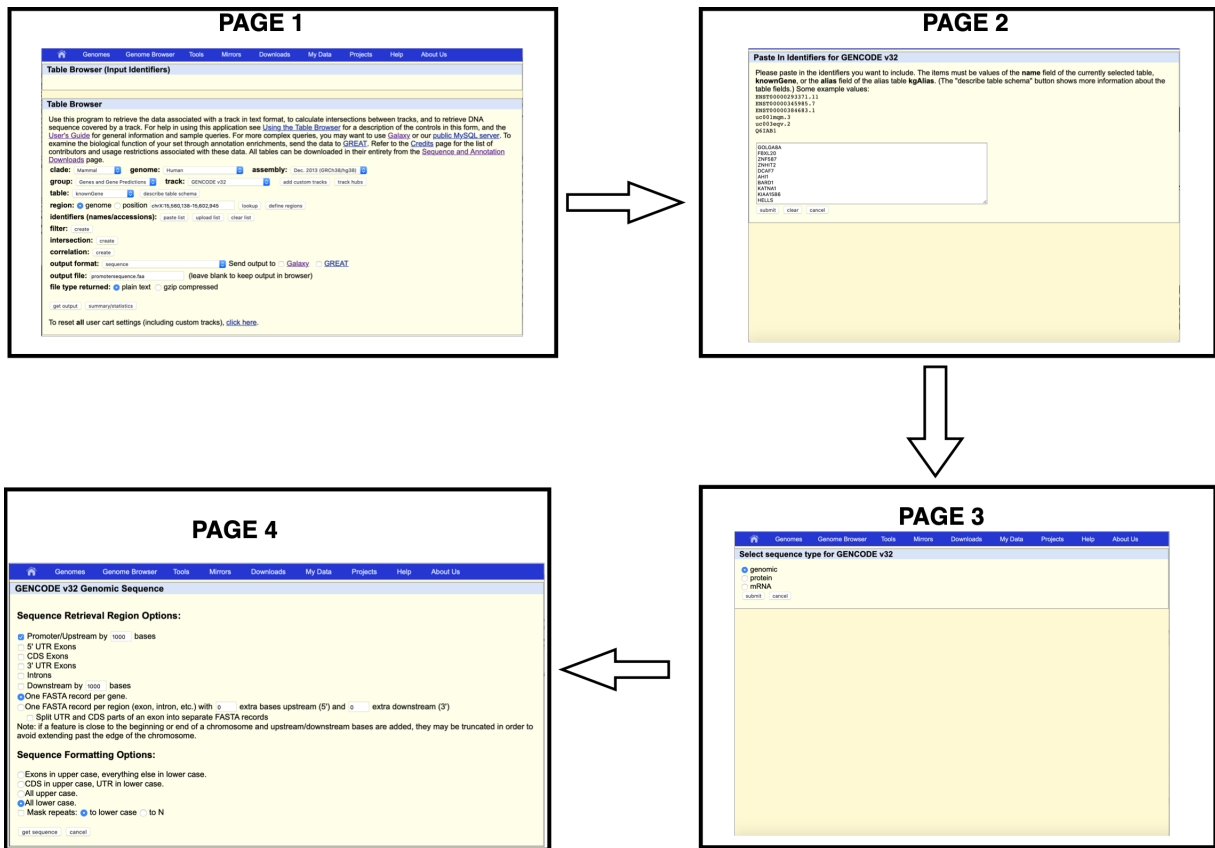 PAGE 1
Genomes Genome Browser Tools Mirrors Downloads My Data Projects Help About Us
Table Browser (Input Identifiers)
Table Browser
Use this program to retrieve the data associated with a track in text format, to calculate intersections between tracks, and to retrieve DNA
sequence covered by a track. For help in using this application see Using the Table Browser for a description of the controls in this form, and the
User's Guide for general information and sample queries. For more complex queries, you may want to use Galaxy or our public MySQL server. To
examine the biological function of your set through annotation enrichments, send the data to GREAT. Refer to the Credits page for the list of
contributors and usage restrictions associated with these data. All tables can be downloaded in their entirety from the Sequence and Annotation
Downloads page.
clade: Mammal genome: Human assembly: Dec. 2013 (GRCh38/hg38)
group: Genes and Gene Predictions track: GENCODE v32 add custom tracks track hubs
table: knownGene describe table schema
region: genome position chrX:15,560,138-15,602,945 lookup define regions
identifiers (names/accessions): paste list upload list clear list
filter: create
intersection: create
correlation: create
output format: sequence Send output to Galaxy GREAT
output file: promotersequence.faa (leave blank to keep output in browser)
file type returned: plain text gzip compressed
get output summary/statistics
To reset all user cart settings (including custom tracks), click here.
PAGE 2
Paste In Identifiers for GENCODE v32
Please paste in the identifiers you want to include. The items must be values of the name field of the currently selected table,
knownGene, or the alias field of the alias table kgAlias. (The "describe table schema" button shows more information about the
table fields.) Some example values:
ENST00000293371.11
ENST00000345985.7
ENST00000384683.1
uc001mqm.3
uc003eqv.2
Q6IAB1
GOLGA8A
FBXL20
ZNF587
ZNHIT2
DCAF7
AHI1
BARD1
KATNA1
KIAA1586
HELLS
submit clear cancel
PAGE 3
Genomes Genome Browser Tools Mirrors Downloads My Data Projects Help About Us
Select sequence type for GENCODE v32
genomic
protein
mRNA
submit cancel
PAGE 4
Genomes Genome Browser Tools Mirrors Downloads My Data Projects Help About Us
GENCODE v32 Genomic Sequence
Sequence Retrieval Region Options:
Promoter/Upstream by 1000 bases
5' UTR Exons
CDS Exons
3' UTR Exons
Introns
Downstream by 1000 bases
One FASTA record per gene.
One FASTA record per region (exon, intron, etc.) with 0 extra bases upstream (5') and 0 extra downstream (3')
Split UTR and CDS parts of an exon into separate FASTA records
Note: if a feature is close to the beginning or end of a chromosome and upstream/downstream bases are added, they may be truncated in order to
avoid extending past the edge of the chromosome.
Sequence Formatting Options:
Exons in upper case, everything else in lower case.
CDS in upper case, UTR in lower case.
All upper case.
All lower case.
Mask repeats: to lower case to N
get sequence cancel